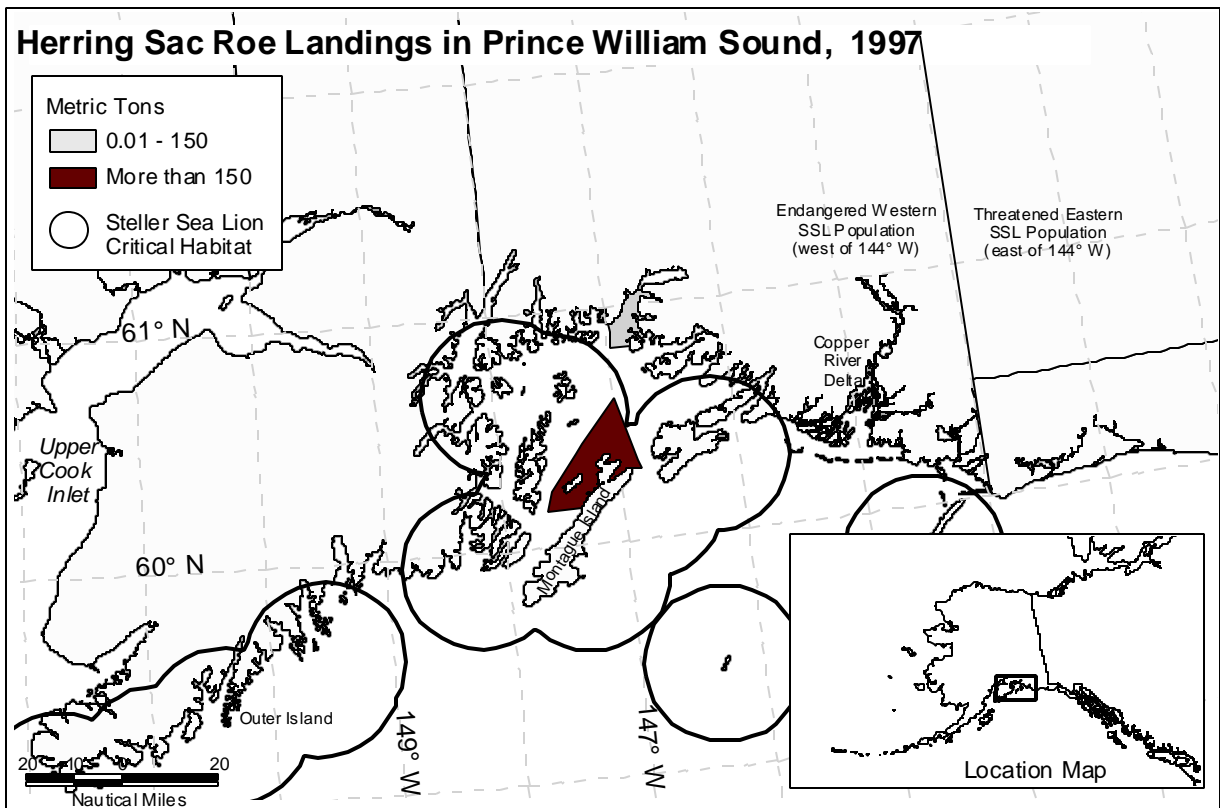 Herring Sac Roe Landings in Prince William Sound, 1997
Metric Tons
0.01 - 150
More than 150
Steller Sea Lion
Critical Habitat
Endangered Western
SSL Population
(west of 144° W)
Threatened Eastern
SSL Population
(east of 144° W)
61° N
Copper
River
Delta
Upper
Cook
Inlet
Montague Island
60° N
Outer Island
149° W
147° W
20 10 0 20
Nautical Miles
Location Map